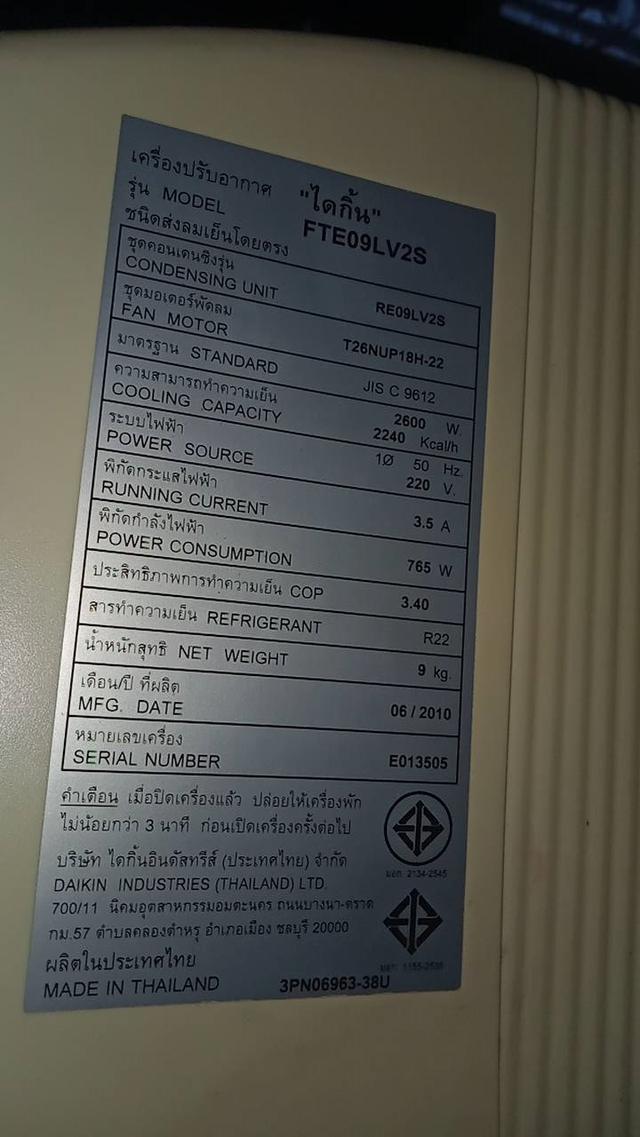 เครื่องปรับอากาศ "ไดกิ้น"
รุ่น MODEL FTE09LV2S
ชนิดส่งลมเย็นโดยตรง
ชุดคอนเดนซิ่งรุ่น
CONDENSING UNIT RE09LV2S
ชุดมอเตอร์พัดลม
FAN MOTOR T26NUP18H-22
มาตรฐาน STANDARD JIS C 9612
ความสามารถทำความเย็น 2600 W.
COOLING CAPACITY 2240 Kcal/h
ระบบไฟฟ้า 1Ø 50 Hz.
POWER SOURCE 220 V.
พิกัดกระแสไฟฟ้า
RUNNING CURRENT 3.5 A
พิกัดกำลังไฟฟ้า
POWER CONSUMPTION 765 W
ประสิทธิภาพการทำความเย็น COP 3.40
สารทำความเย็น REFRIGERANT R22
น้ำหนักสุทธิ NET WEIGHT 9 kg.
เดือน/ปี ที่ผลิต
MFG. DATE 06 / 2010
หมายเลขเครื่อง
SERIAL NUMBER E013505
คำเตือน เมื่อปิดเครื่องแล้ว ปล่อยให้เครื่องพัก
ไม่น้อยกว่า 3 นาที ก่อนเปิดเครื่องครั้งต่อไป
มอก. 2134-2545
บริษัท ไดกิ้นอินดัสทรีส์ (ประเทศไทย) จำกัด
DAIKIN INDUSTRIES (THAILAND) LTD.
700/11 นิคมอุตสาหกรรมอมตะนคร ถนนบางนา-ตราด
กม.57 ตำบลคลองตำหรุ อำเภอเมือง ชลบุรี 20000
มอก. 1155-2536
ผลิตในประเทศไทย
MADE IN THAILAND 3PN06963-38U